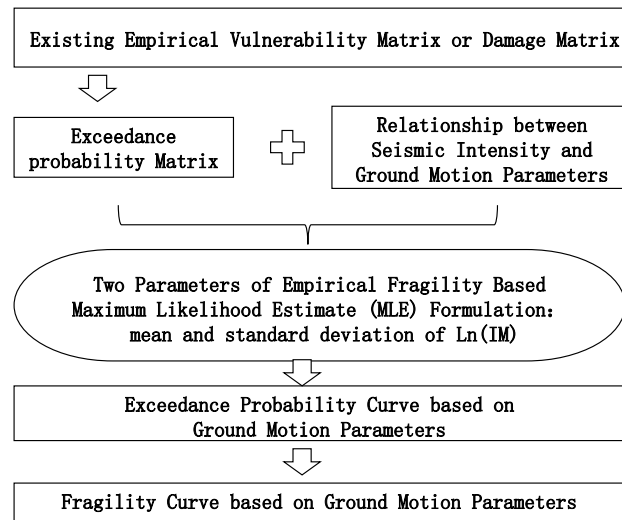 Existing Empirical Vulnerability Matrix or Damage Matrix
Exceedance
probability Matrix
Relationship between
Seismic Intensity and
Ground Motion Parameters
Two Parameters of Empirical Fragility Based
Maximum Likelihood Estimate (MLE) Formulation:
mean and standard deviation of Ln(IM)
Exceedance Probability Curve based on
Ground Motion Parameters
Fragility Curve based on Ground Motion Parameters